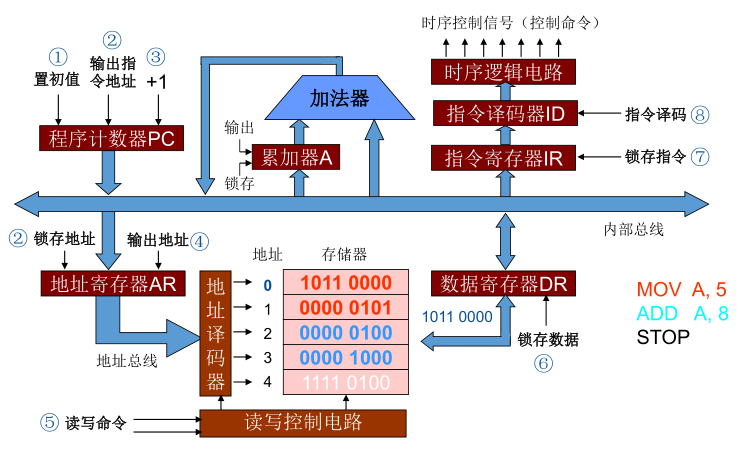 时序控制信号（控制命令）
①
置初值
②
输出指
令地址
③
+1
时序逻辑电路
加法器
指令译码器ID
指令译码⑧
程序计数器PC
输出
锁存
累加器A
指令寄存器IR
锁存指令⑦
内部总线
② 锁存地址
输出地址④
地址
存储器
地址寄存器AR
地址译码器
0
1011 0000
1
0000 0101
2
0000 0100
3
0000 1000
4
1111 0100
数据寄存器DR
1011 0000
锁存数据
⑥
MOV A, 5
ADD A, 8
STOP
地址总线
⑤ 读写命令
读写控制电路